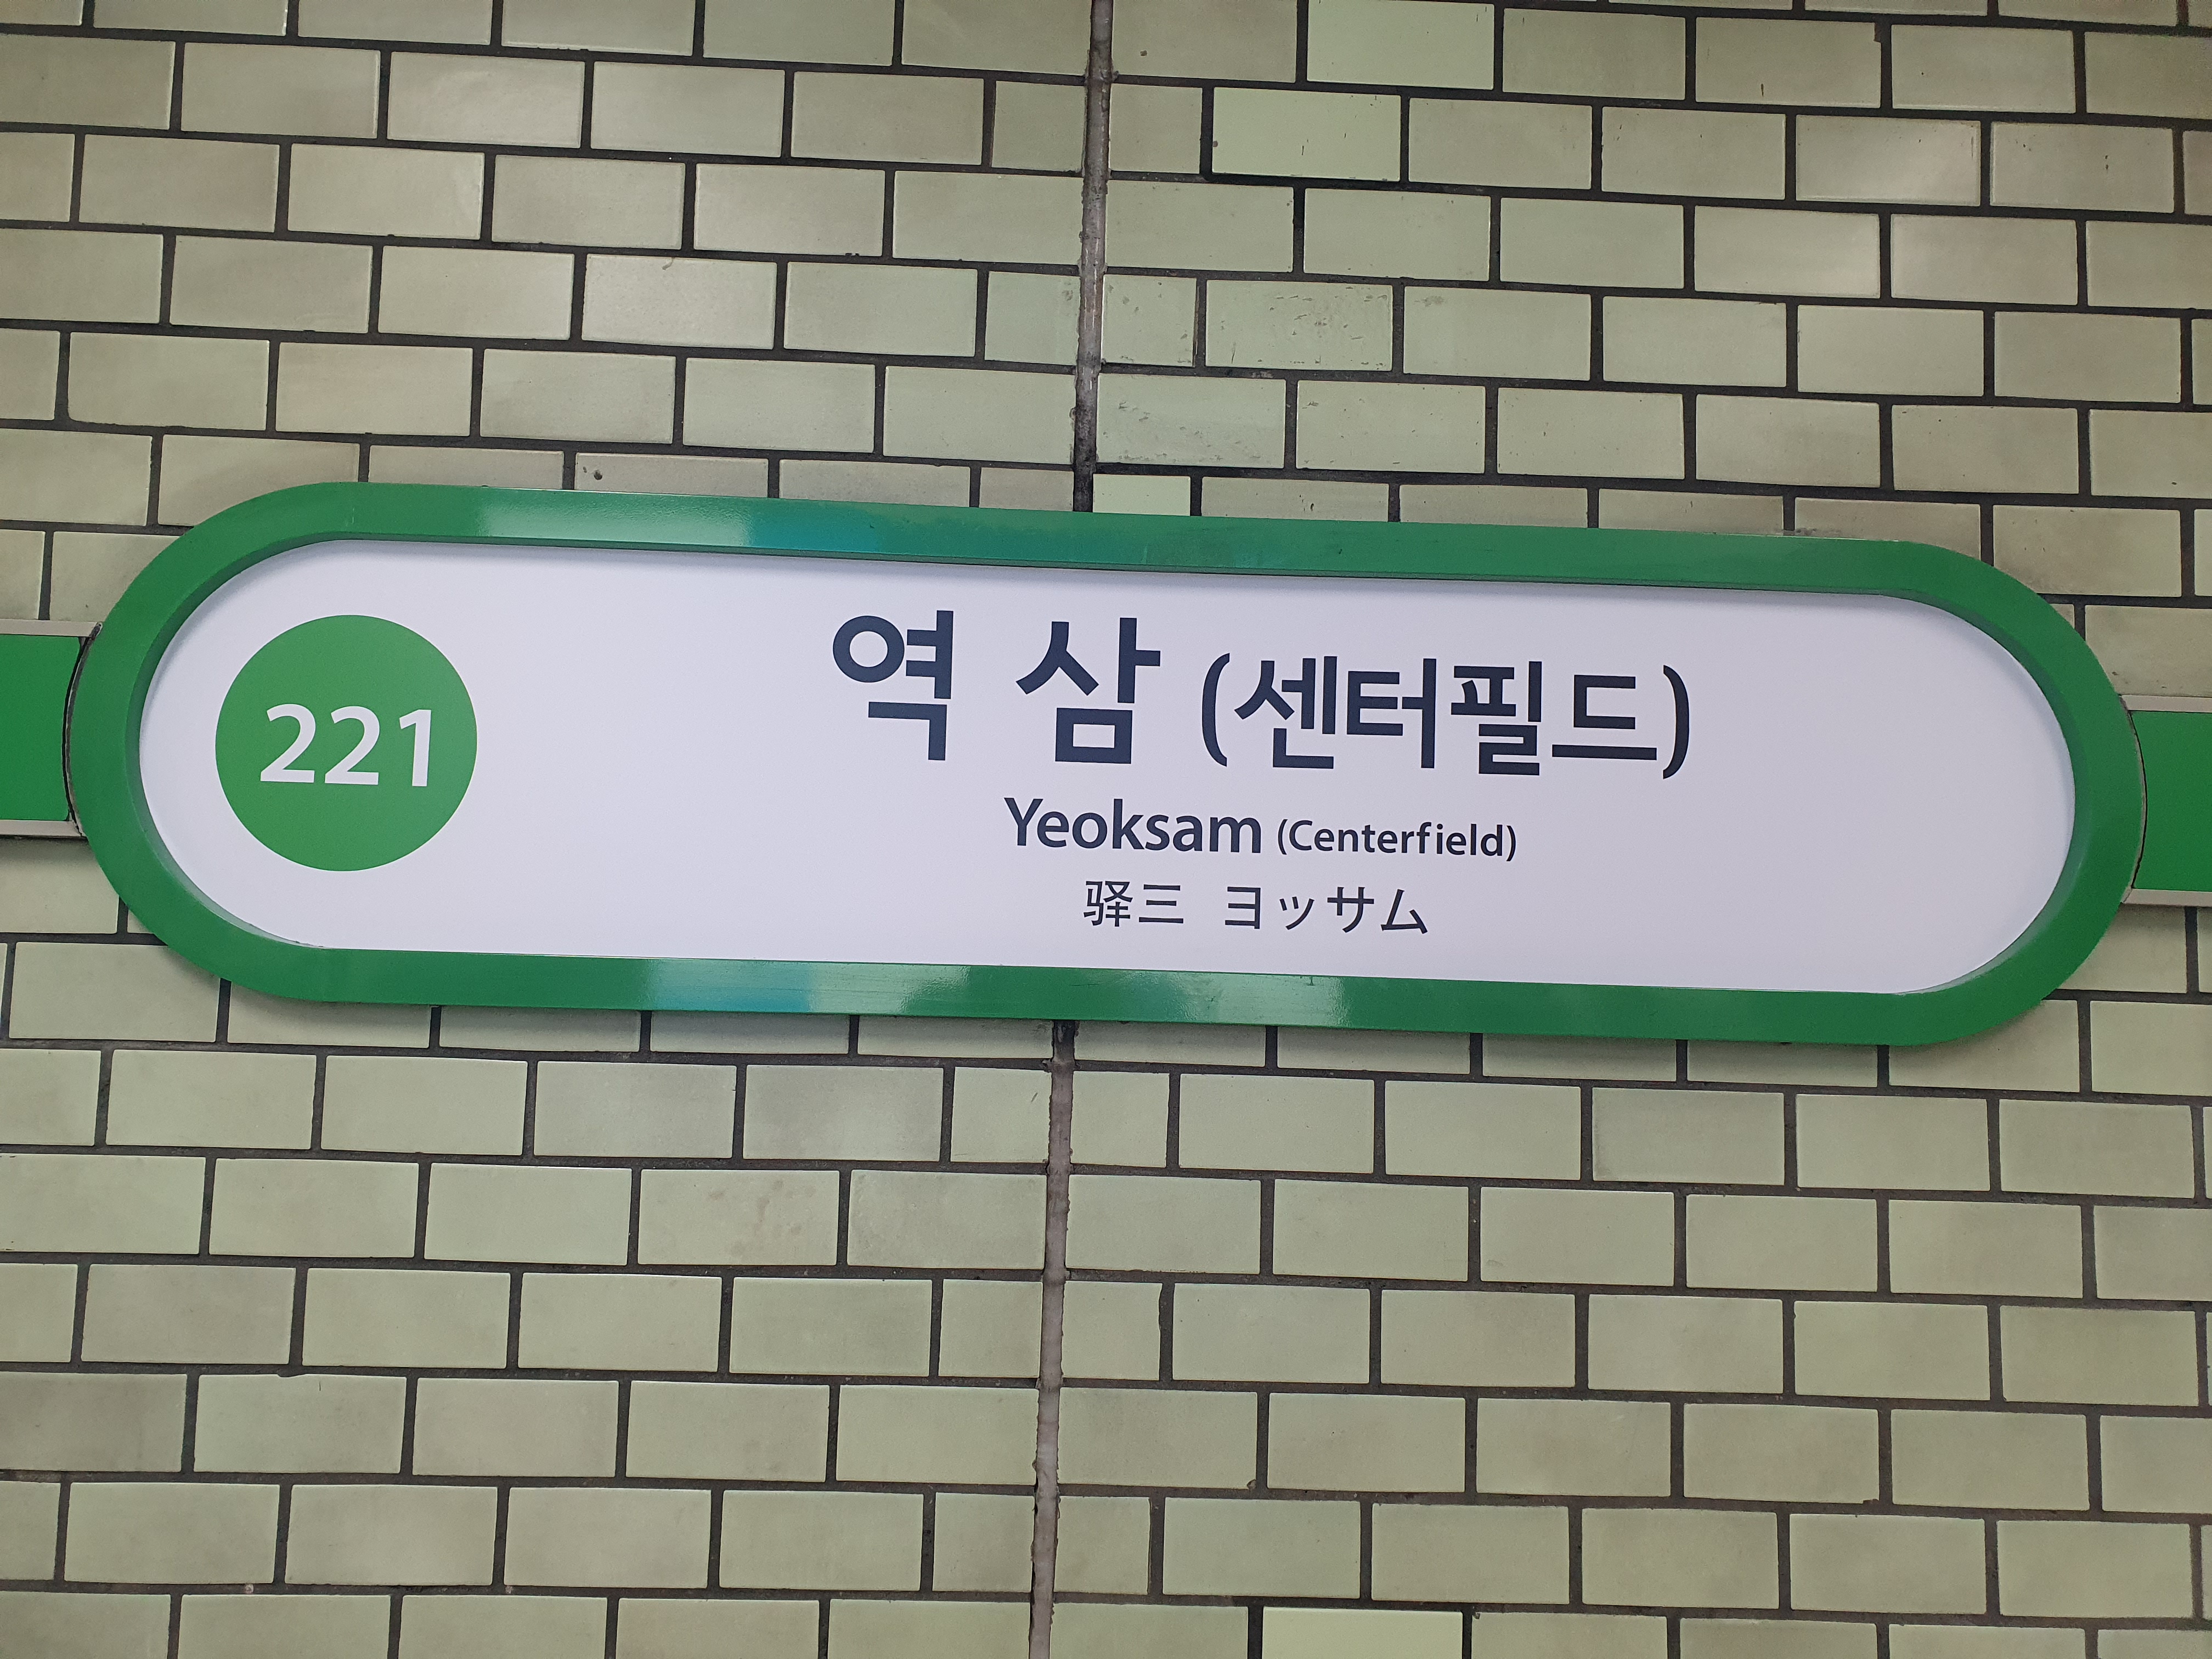 221
역 삼 (센터필드)
Yeoksam (Centerfield)
驿三 ヨッサム